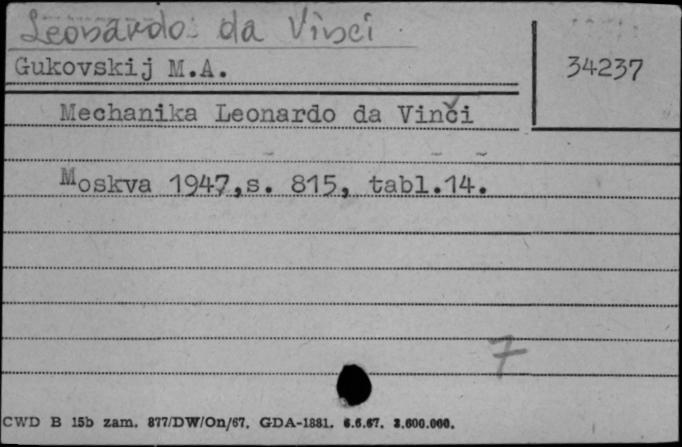 Leonardo da Vinci
Gukovskij M.A.
34237
Mechanika Leonardo da Vinči
Moskva 1947,s. 815, tabl.14.
7
CWD B 15b zam. 877/DW/On/67. GDA-1881. 6.6.67. 2.600.000.